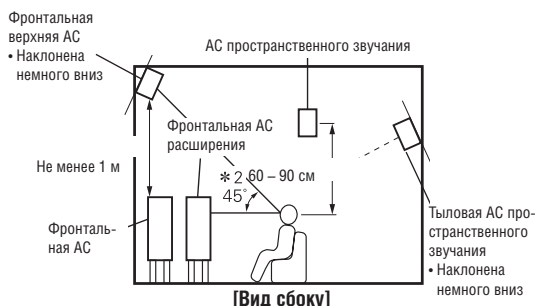 Фронтальная
верхняя АС
• Наклонена
немного вниз
АС пространственного звучания
Фронтальная АС
расширения
Не менее 1 м
* 2
45°
60 – 90 см
Фронталь-
ная АС
Тыловая АС про-
странственного
звучания
• Наклонена
немного вниз
[Вид сбоку]